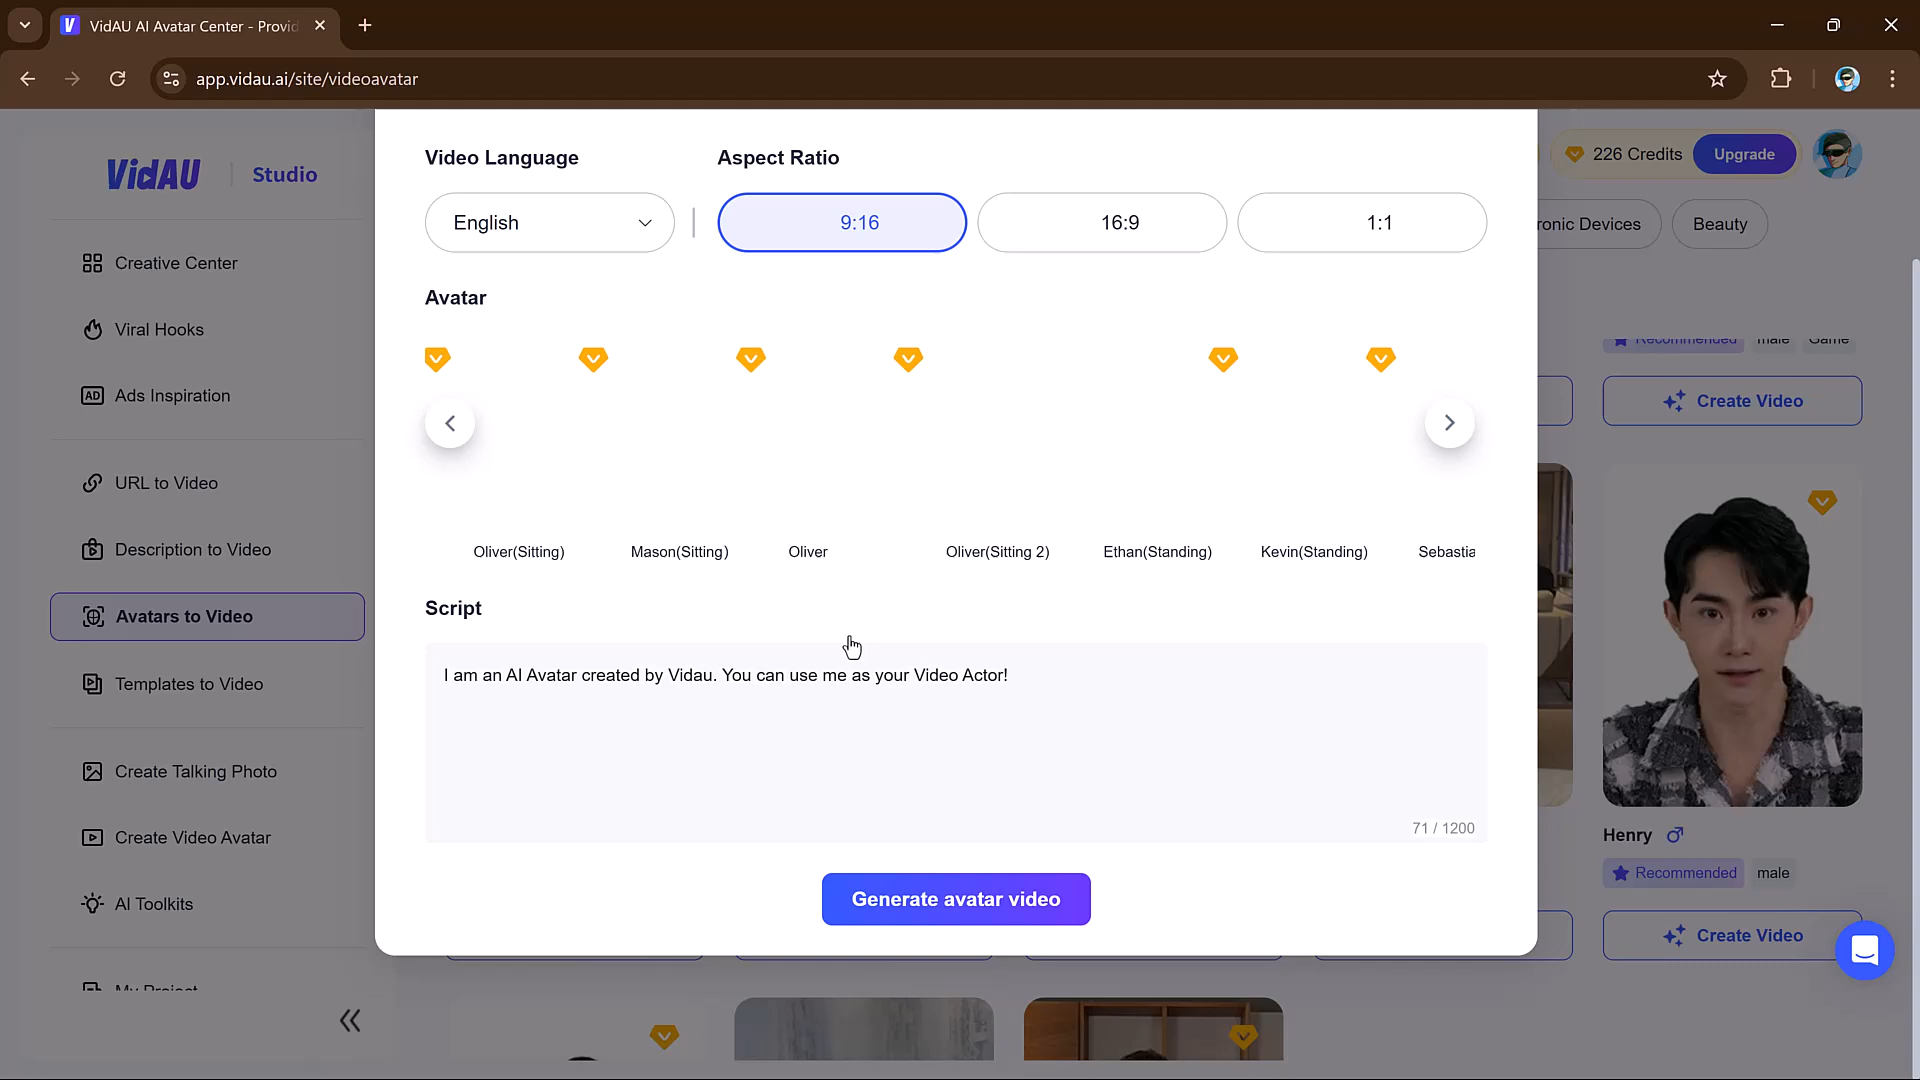 VidAU AI Avatar Center - Provid
app.vidau.ai/site/videoavatar
VidAU
Studio
Creative Center
Viral Hooks
Ads Inspiration
URL to Video
Description to Video
Avatars to Video
Templates to Video
Create Talking Photo
Create Video Avatar
AI Toolkits
My Project
Video Language
Aspect Ratio
English
9:16
16:9
1:1
Avatar
Oliver(Sitting)
Mason(Sitting)
Oliver
Oliver(Sitting 2)
Ethan(Standing)
Kevin(Standing)
Sebastia
Script
I am an AI Avatar created by Vidau. You can use me as your Video Actor!
71 / 1200
Generate avatar video
226 Credits
Upgrade
ronic Devices
Beauty
Recommended
male
Game
Create Video
Henry
Recommended
male
Create Video